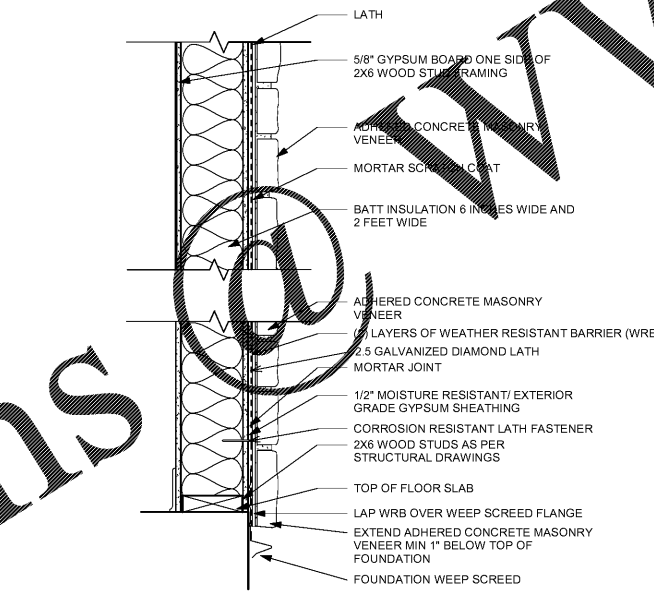 LATH
5/8" GYPSUM BOARD ONE SIDE OF
2X6 WOOD STUD FRAMING
ADHERED CONCRETE MASONRY
VENEER
MORTAR SCRATCH COAT
BATT INSULATION 6 INCHES WIDE AND
2 FEET WIDE
ADHERED CONCRETE MASONRY
VENEER
LAYERS OF WEATHER RESISTANT BARRIER (WRB
2.5 GALVANIZED DIAMOND LATH
MORTAR JOINT
1/2" MOISTURE RESISTANT/ EXTERIOR
GRADE GYPSUM SHEATHING
CORROSION RESISTANT LATH FASTENER
2X6 WOOD STUDS AS PER
STRUCTURAL DRAWINGS
TOP OF FLOOR SLAB
LAP WRB OVER WEEP SCREED FLANGE
EXTEND ADHERED CONCRETE MASONRY
VENEER MIN 1" BELOW TOP OF
FOUNDATION
FOUNDATION WEEP SCREED
ns @ w